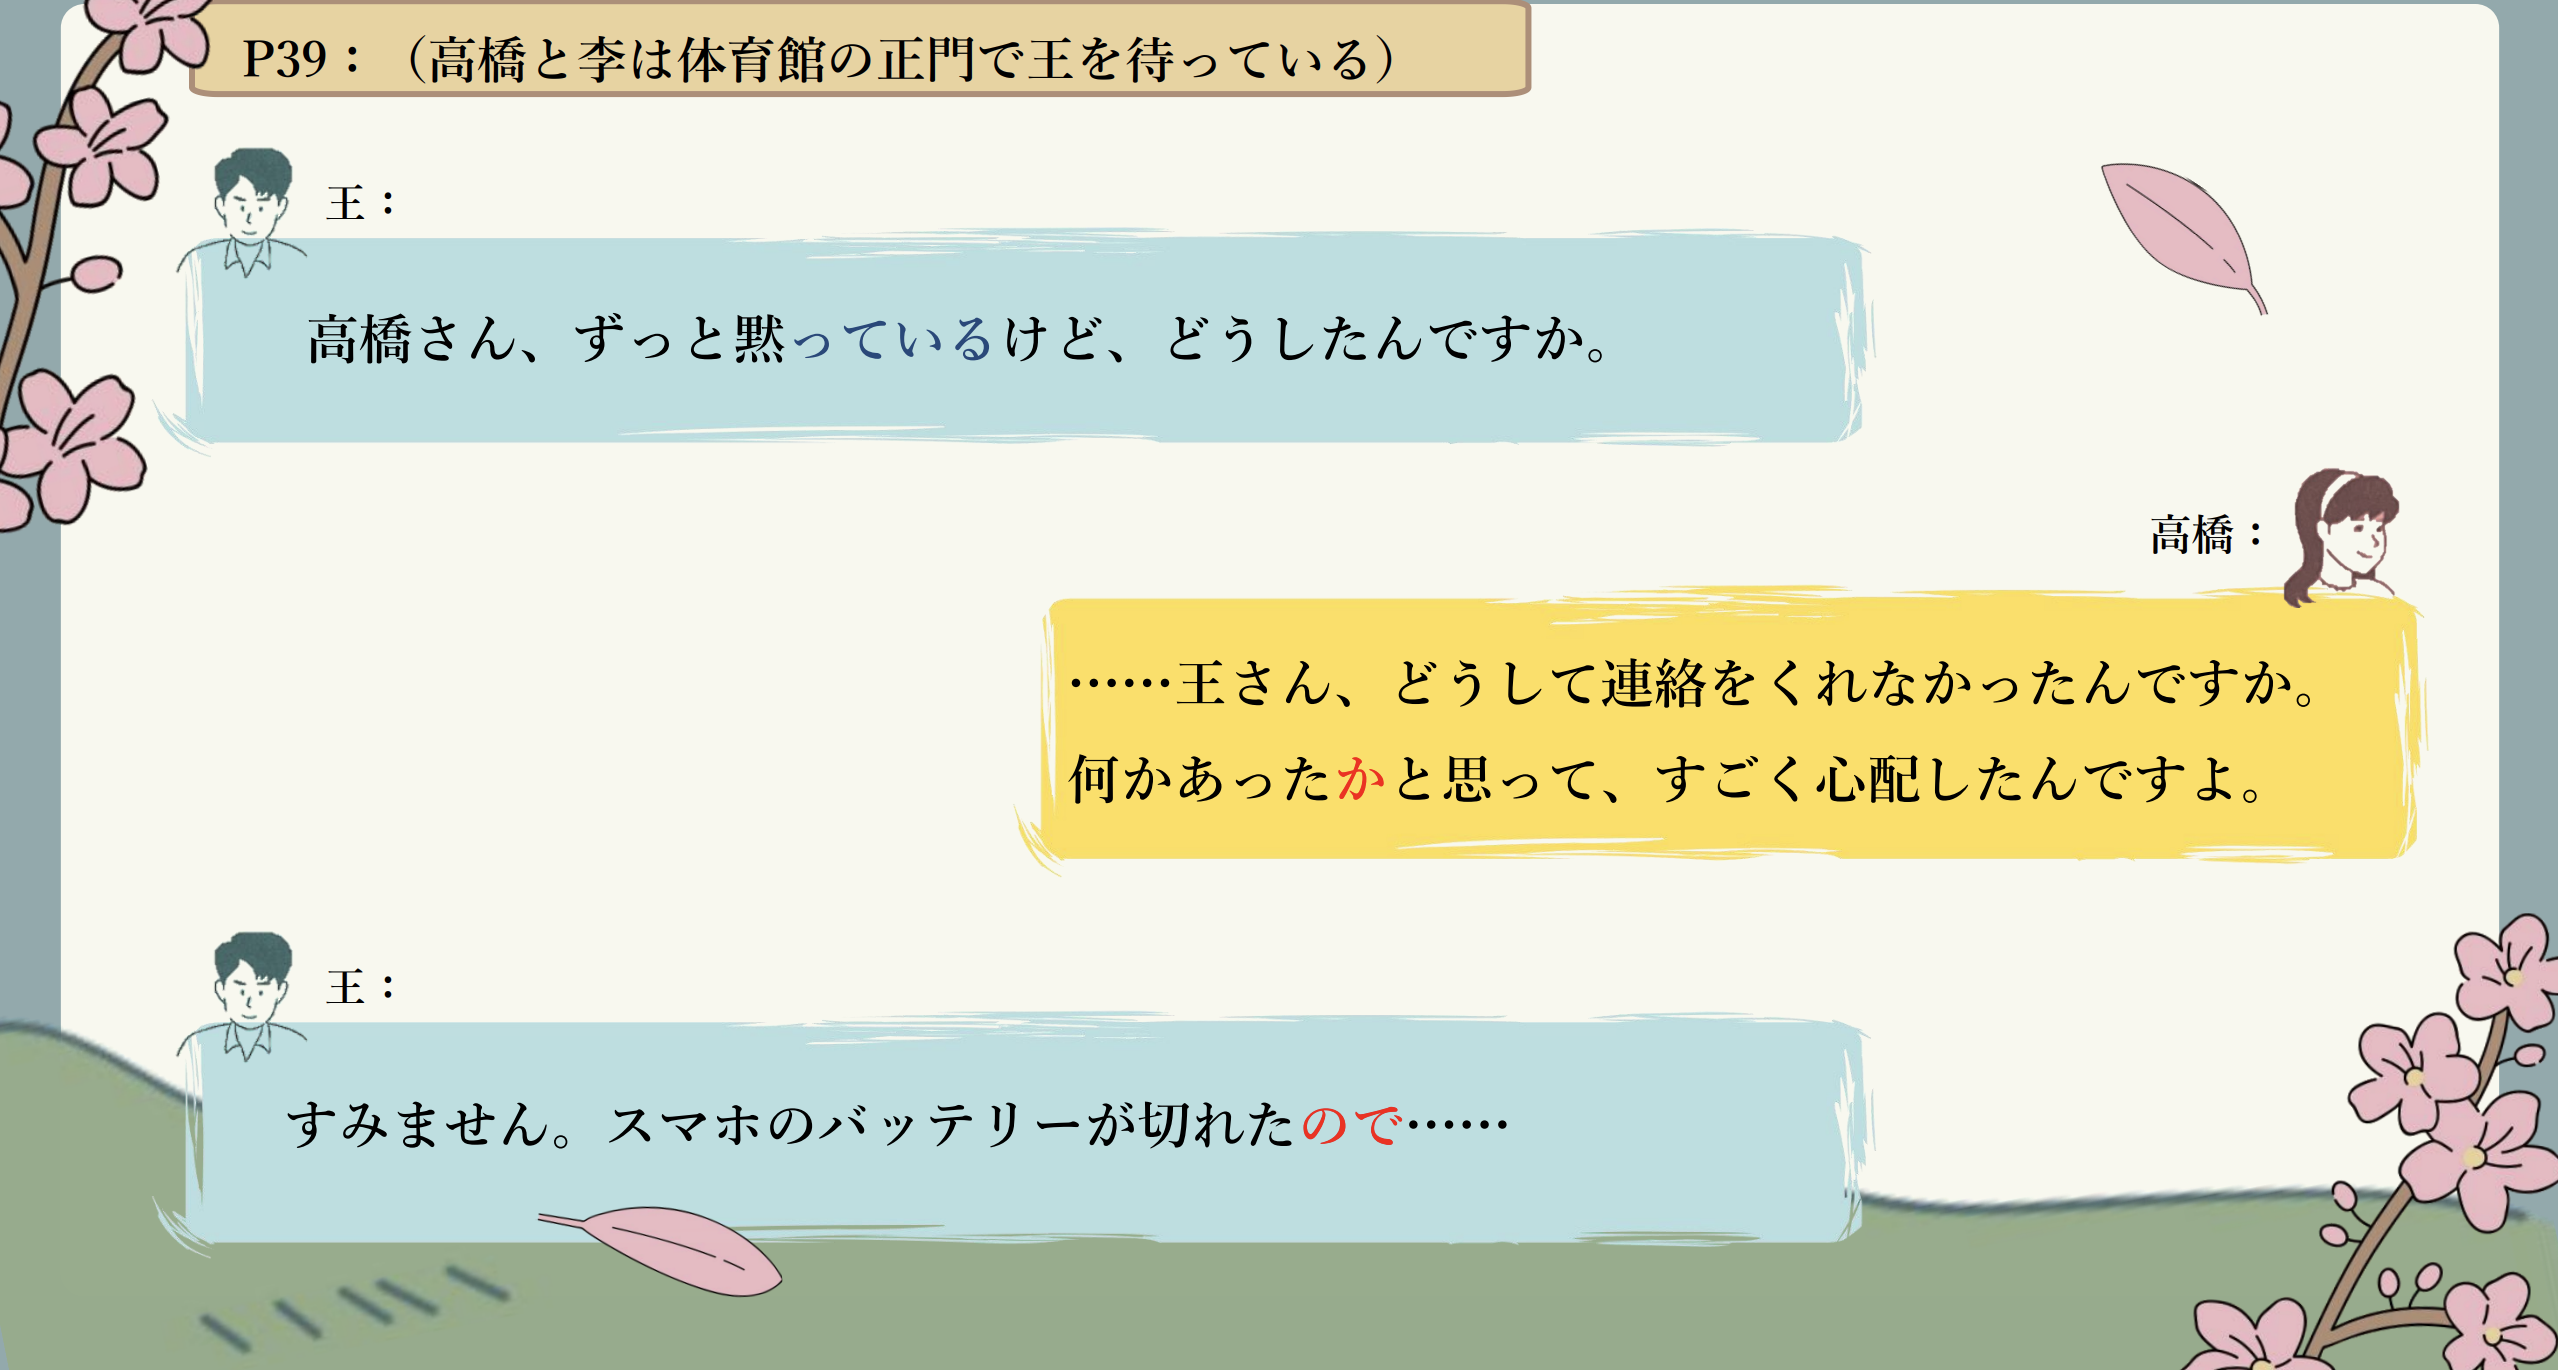 P39：（高橋と李は体育館の正門で王を待っている）
王：
高橋さん、ずっと黙っているけど、どうしたんですか。
高橋：
……王さん、どうして連絡をくれなかったんですか。
何かあったかと思って、すごく心配したんですよ。
王：
すみません。スマホのバッテリーが切れたので……